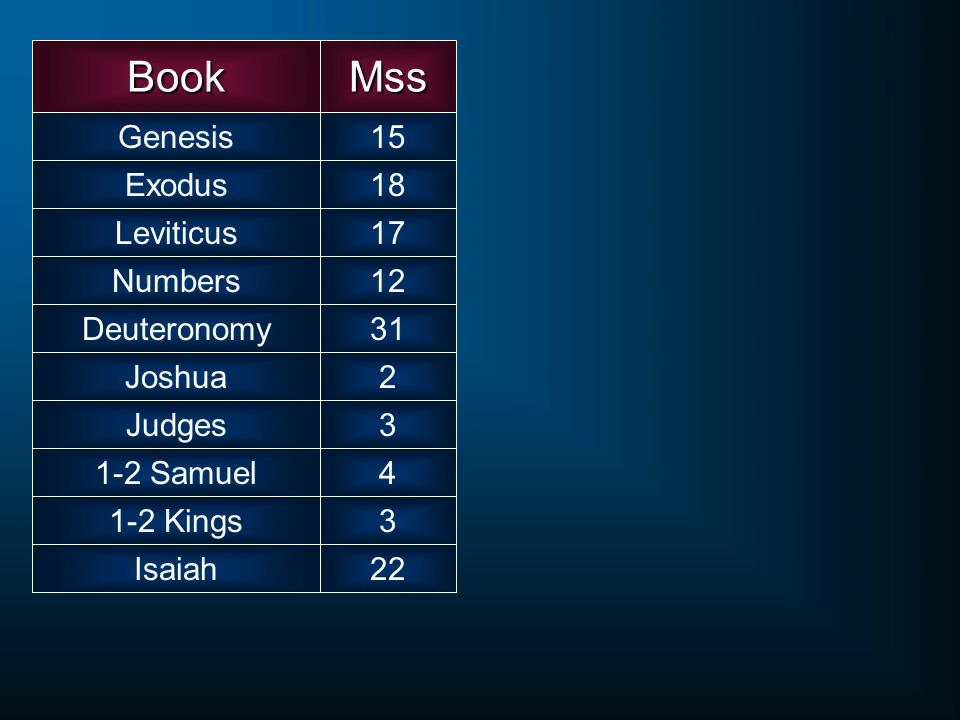 Book Mss
Genesis 15
Exodus 18
Leviticus 17
Numbers 12
Deuteronomy 31
Joshua 2
Judges 3
1-2 Samuel 4
1-2 Kings 3
Isaiah 22